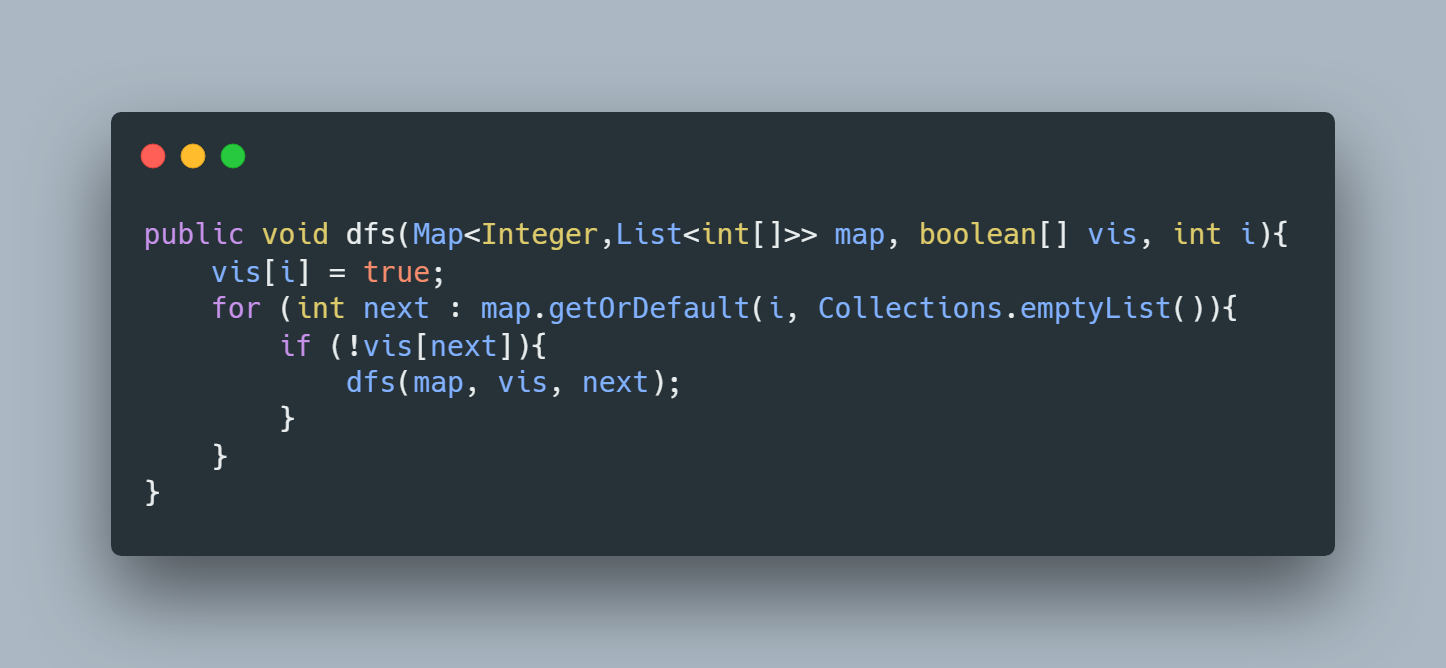 public void dfs(Map<Integer,List<int[]>> map, boolean[] vis, int i){
    vis[i] = true;
    for (int next : map.getOrDefault(i, Collections.emptyList()){
        if (!vis[next]){
            dfs(map, vis, next);
        }
    }
}